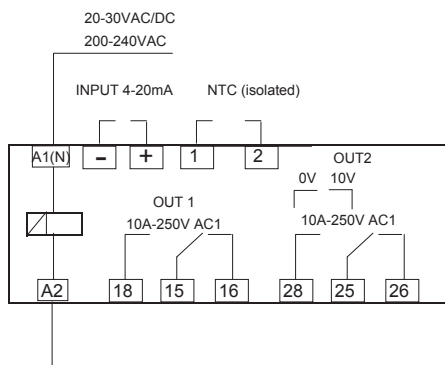 20-30VAC/DC
200-240VAC
INPUT 4-20mA NTC (isolated)
A1(N) - + 1 2 OUT2
0V 10V
OUT 1
10A-250V AC1 10A-250V AC1
A2 18 15 16 28 25 26